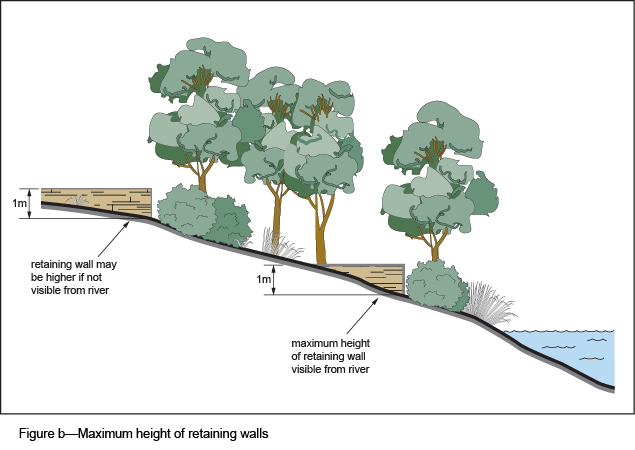 1m
retaining wall may
be higher if not
visible from river
1m
maximum height
of retaining wall
visible from river
Figure b—Maximum height of retaining walls